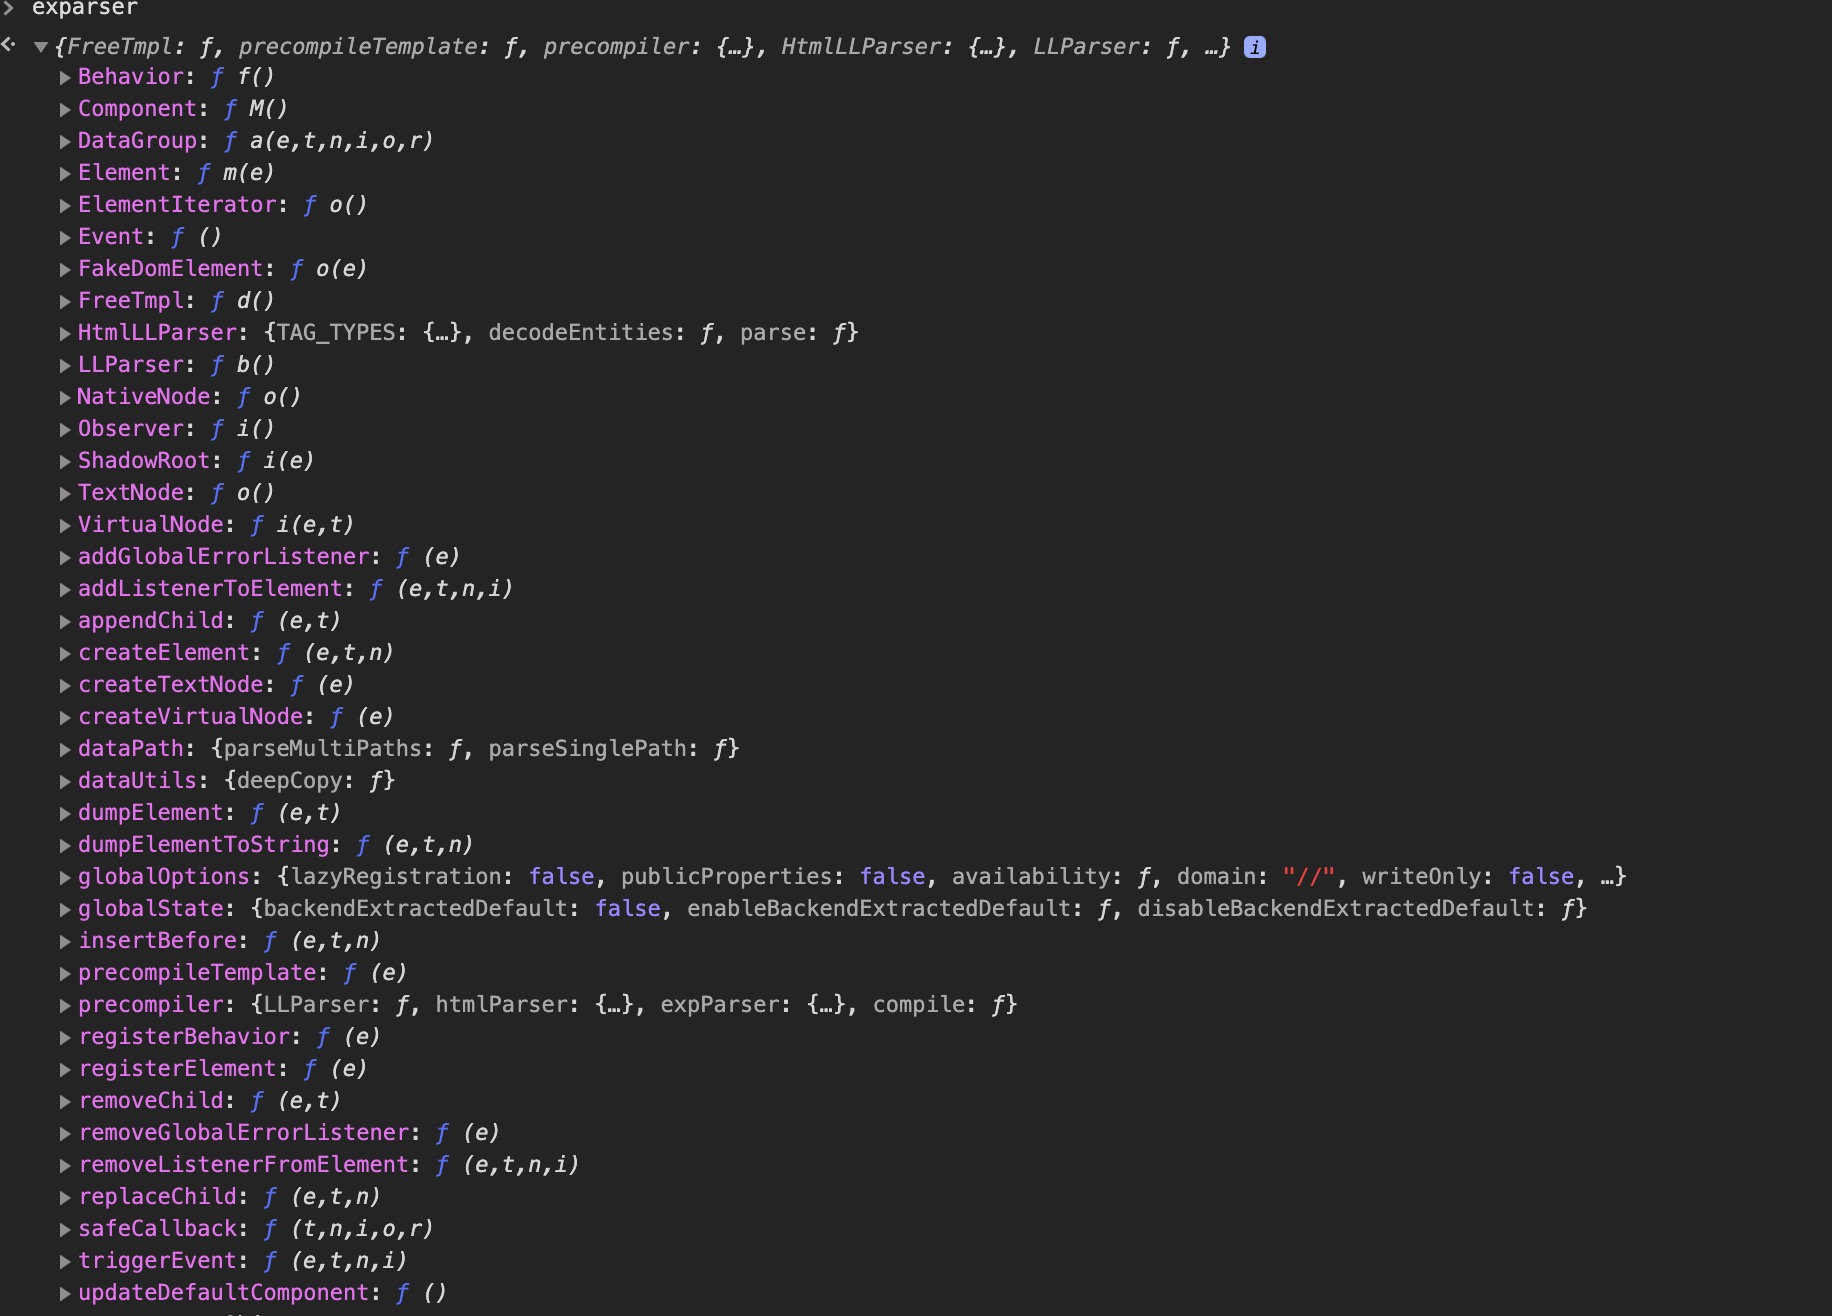 > exparser
{FreeTmpl: ƒ, precompileTemplate: ƒ, precompiler: {…}, HtmlLLParser: {…}, LLParser: ƒ, …} i
Behavior: ƒ f()
Component: ƒ M()
DataGroup: ƒ a(e,t,n,i,o,r)
Element: ƒ m(e)
ElementIterator: ƒ o()
Event: ƒ ()
FakeDomElement: ƒ o(e)
FreeTmpl: ƒ d()
HtmlLLParser: {TAG_TYPES: {…}, decodeEntities: ƒ, parse: ƒ}
LLParser: ƒ b()
NativeNode: ƒ o()
Observer: ƒ i()
ShadowRoot: ƒ i(e)
TextNode: ƒ o()
VirtualNode: ƒ i(e,t)
addGlobalErrorListener: ƒ (e)
addListenerToElement: ƒ (e,t,n,i)
appendChild: ƒ (e,t)
createElement: ƒ (e,t,n)
createTextNode: ƒ (e)
createVirtualNode: ƒ (e)
dataPath: {parseMultiPaths: ƒ, parseSinglePath: ƒ}
dataUtils: {deepCopy: ƒ}
dumpElement: ƒ (e,t)
dumpElementToString: ƒ (e,t,n)
globalOptions: {lazyRegistration: false, publicProperties: false, availability: ƒ, domain: "//", writeOnly: false, …}
globalState: {backendExtractedDefault: false, enableBackendExtractedDefault: ƒ, disableBackendExtractedDefault: ƒ}
insertBefore: ƒ (e,t,n)
precompileTemplate: ƒ (e)
precompiler: {LLParser: ƒ, htmlParser: {…}, expParser: {…}, compile: ƒ}
registerBehavior: ƒ (e)
registerElement: ƒ (e)
removeChild: ƒ (e,t)
removeGlobalErrorListener: ƒ (e)
removeListenerFromElement: ƒ (e,t,n,i)
replaceChild: ƒ (e,t,n)
safeCallback: ƒ (t,n,i,o,r)
triggerEvent: ƒ (e,t,n,i)
updateDefaultComponent: ƒ ()